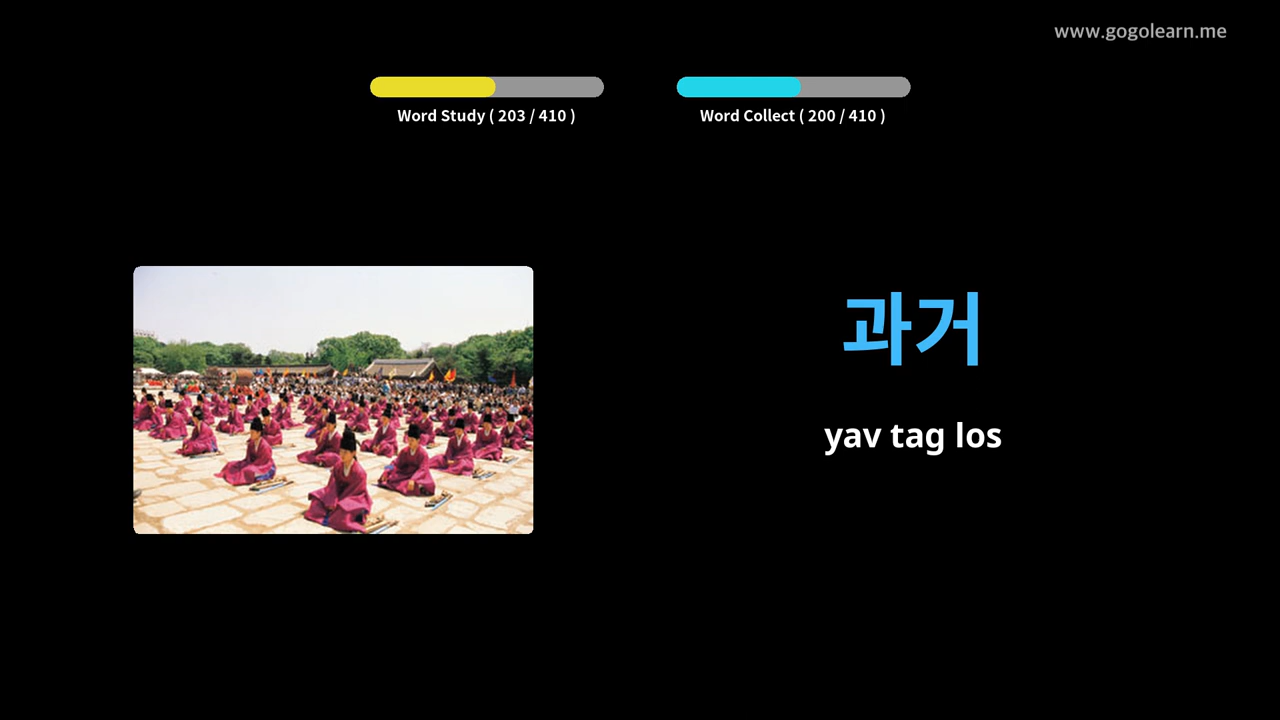 www.gogolearn.me
Word Study ( 203 / 410 )
Word Collect ( 200 / 410 )
과거
yav tag los